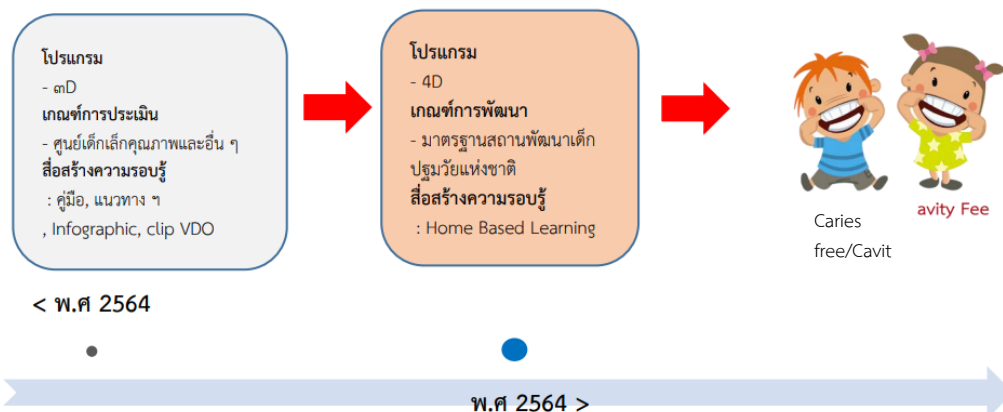 โปรแกรม
- ๓D
เกณฑ์การประเมิน
- ศูนย์เด็กเล็กคุณภาพและอื่น ๆ
สื่อสร้างความรอบรู้
: คู่มือ, แนวทาง ฯ
, Infographic, clip VDO
โปรแกรม
- 4D
เกณฑ์การพัฒนา
- มาตรฐานสถานพัฒนาเด็ก
ปฐมวัยแห่งชาติ
สื่อสร้างความรอบรู้
: Home Based Learning
Caries
free/Cavit
avity Fee
< พ.ศ 2564
พ.ศ 2564 >